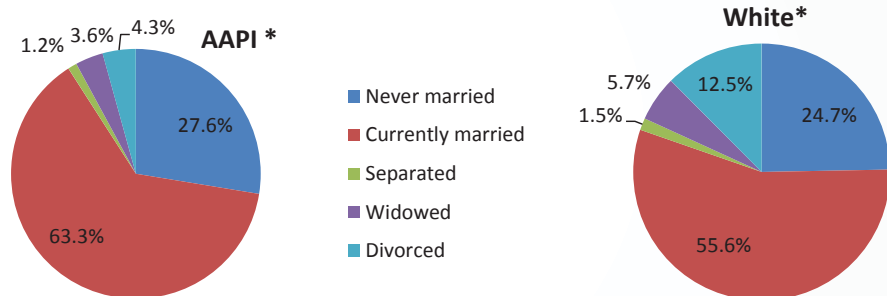 AAPI *
1.2%
3.6%
4.3%
27.6%
63.3%
Never married
Currently married
Separated
Widowed
Divorced
White*
1.5%
5.7%
12.5%
24.7%
55.6%